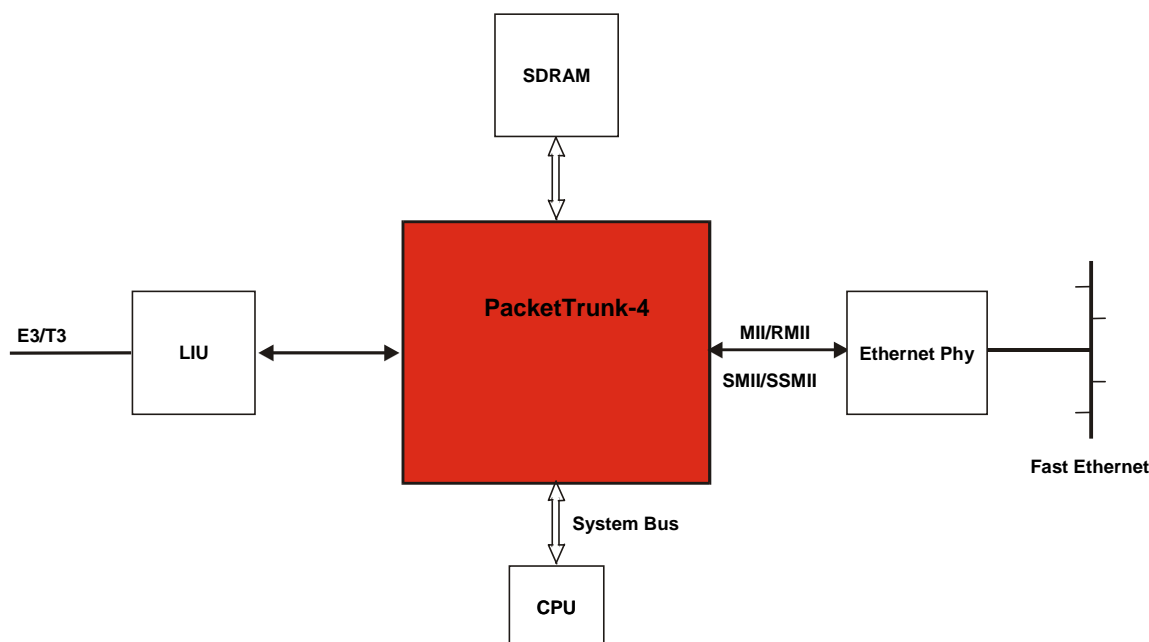 SDRAM
PacketTrunk-4
E3/T3
LIU
MII/RMII
SMII/SSMII
Ethernet Phy
Fast Ethernet
System Bus
CPU